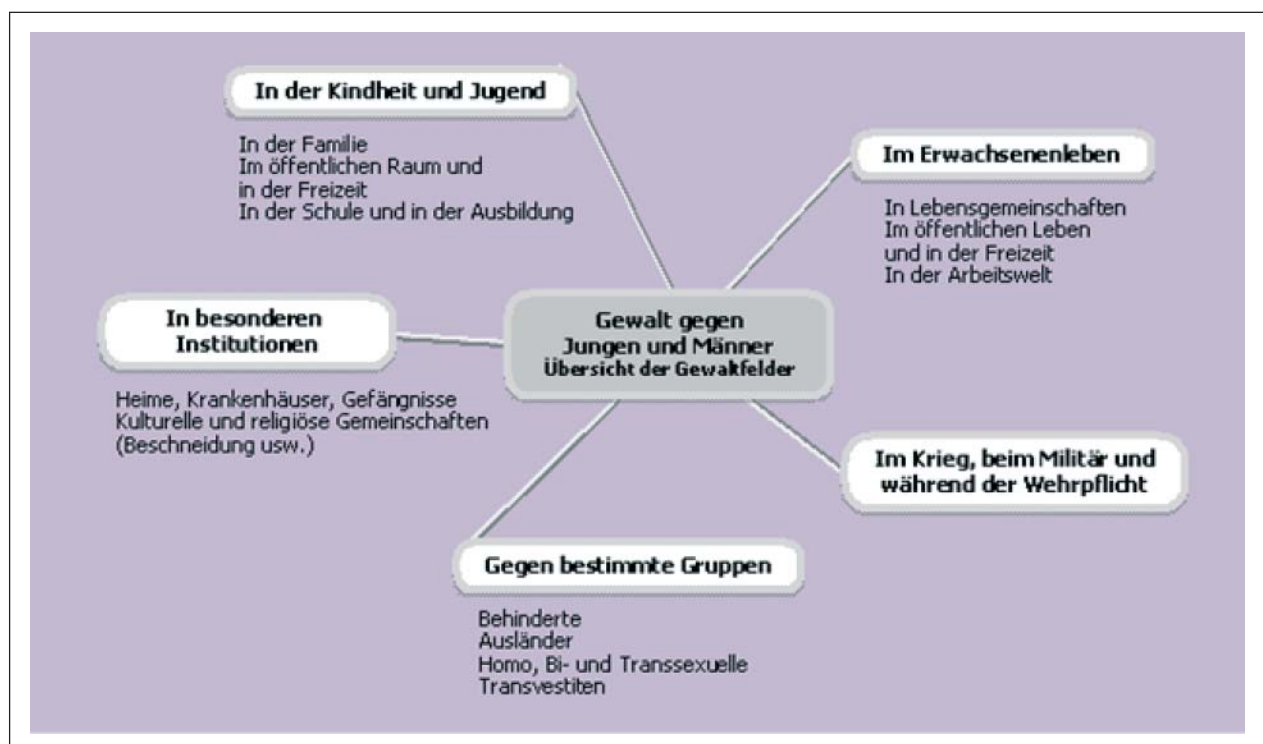 In der Kindheit und Jugend
In der Familie
Im öffentlichen Raum und
in der Freizeit
In der Schule und in der Ausbildung
Im Erwachsenenleben
In Lebensgemeinschaften
Im öffentlichen Leben
und in der Freizeit
In der Arbeitswelt
In besonderen
Institutionen
Heime, Krankenhäuser, Gefängnisse
Kulturelle und religiöse Gemeinschaften
(Beschneidung usw.)
Gewalt gegen
Jungen und Männer
Übersicht der Gewaltfelder
Im Krieg, beim Militär und
während der Wehrpflicht
Gegen bestimmte Gruppen
Behinderte
Ausländer
Homo, Bi- und Transsexuelle
Transvestiten